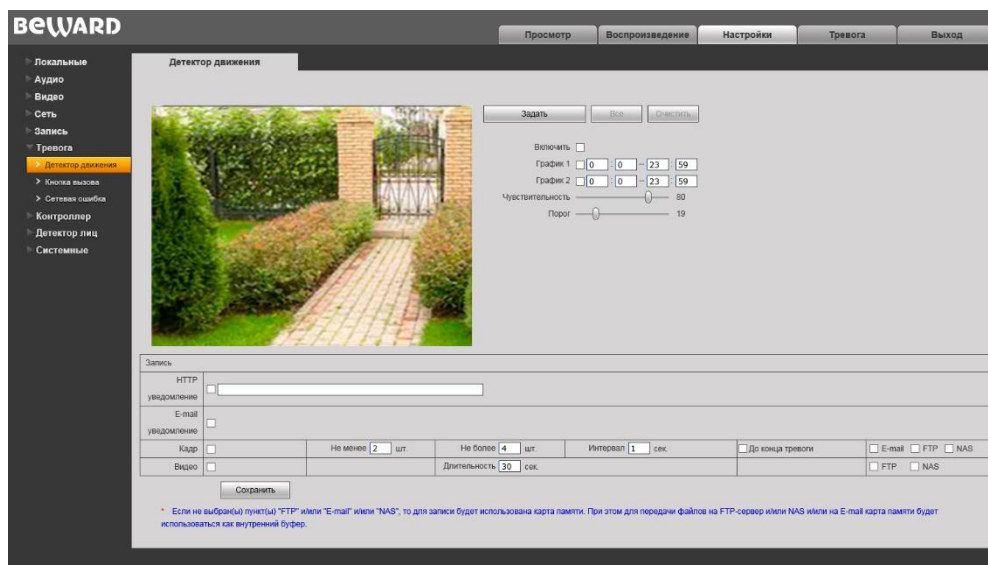 BEWARD
Просмотр Воспроизведение Настройки Тревога Выход
Локальные
Аудио
Видео
Сеть
Запись
Тревога
Детектор движения
Кнопка вызова
Сетевая ошибка
Контроллер
Детектор лиц
Системные
Детектор движения
Задать Все Очистить
Включить
График 1 0 : 0 – 23 : 59
График 2 0 : 0 – 23 : 59
Чувствительность 80
Порог 19
Запись
HTTP
уведомление
E-mail
уведомление
Кадр Не менее 2 шт. Не более 4 шт. Интервал 1 сек. До конца тревоги E-mail FTP NAS
Видео Длительность 30 сек. FTP NAS
Сохранить
* Если не выбран(ы) пункт(ы) "FTP" и/или "E-mail" и/или "NAS", то для записи будет использована карта памяти. При этом для передачи файлов на FTP-сервер и/или NAS и/или на E-mail карта памяти будет
использоваться как внутренний буфер.